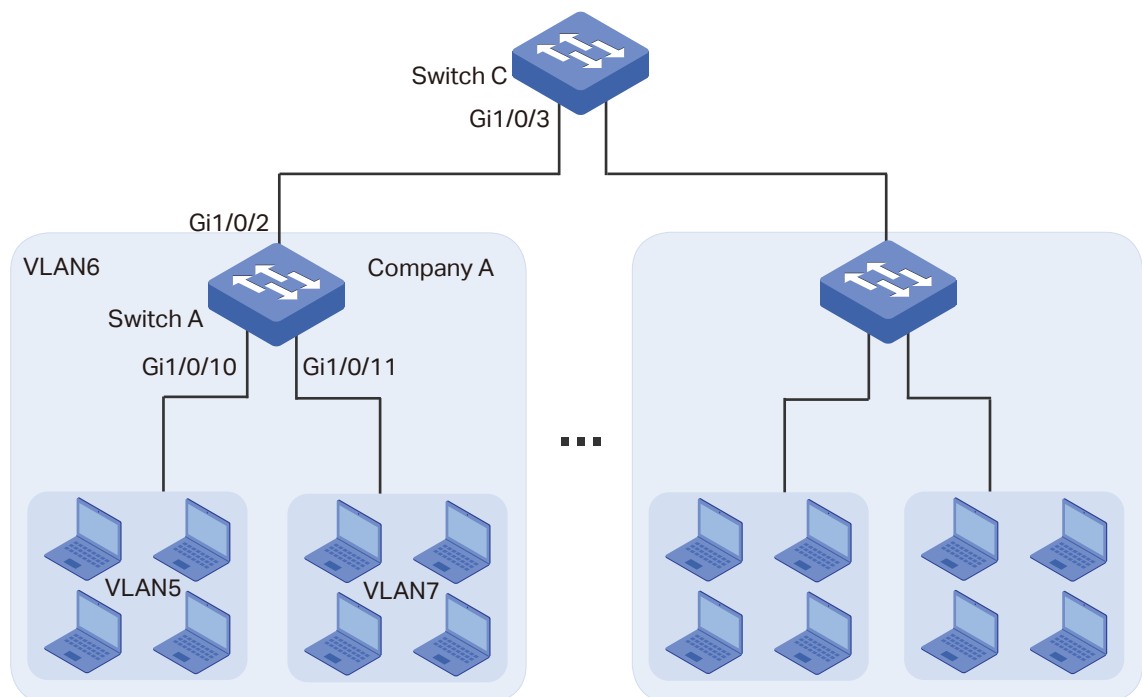 Switch C
Gi1/0/3
Gi1/0/2
VLAN6
Company A
Switch A
Gi1/0/10
Gi1/0/11
VLAN5
VLAN7